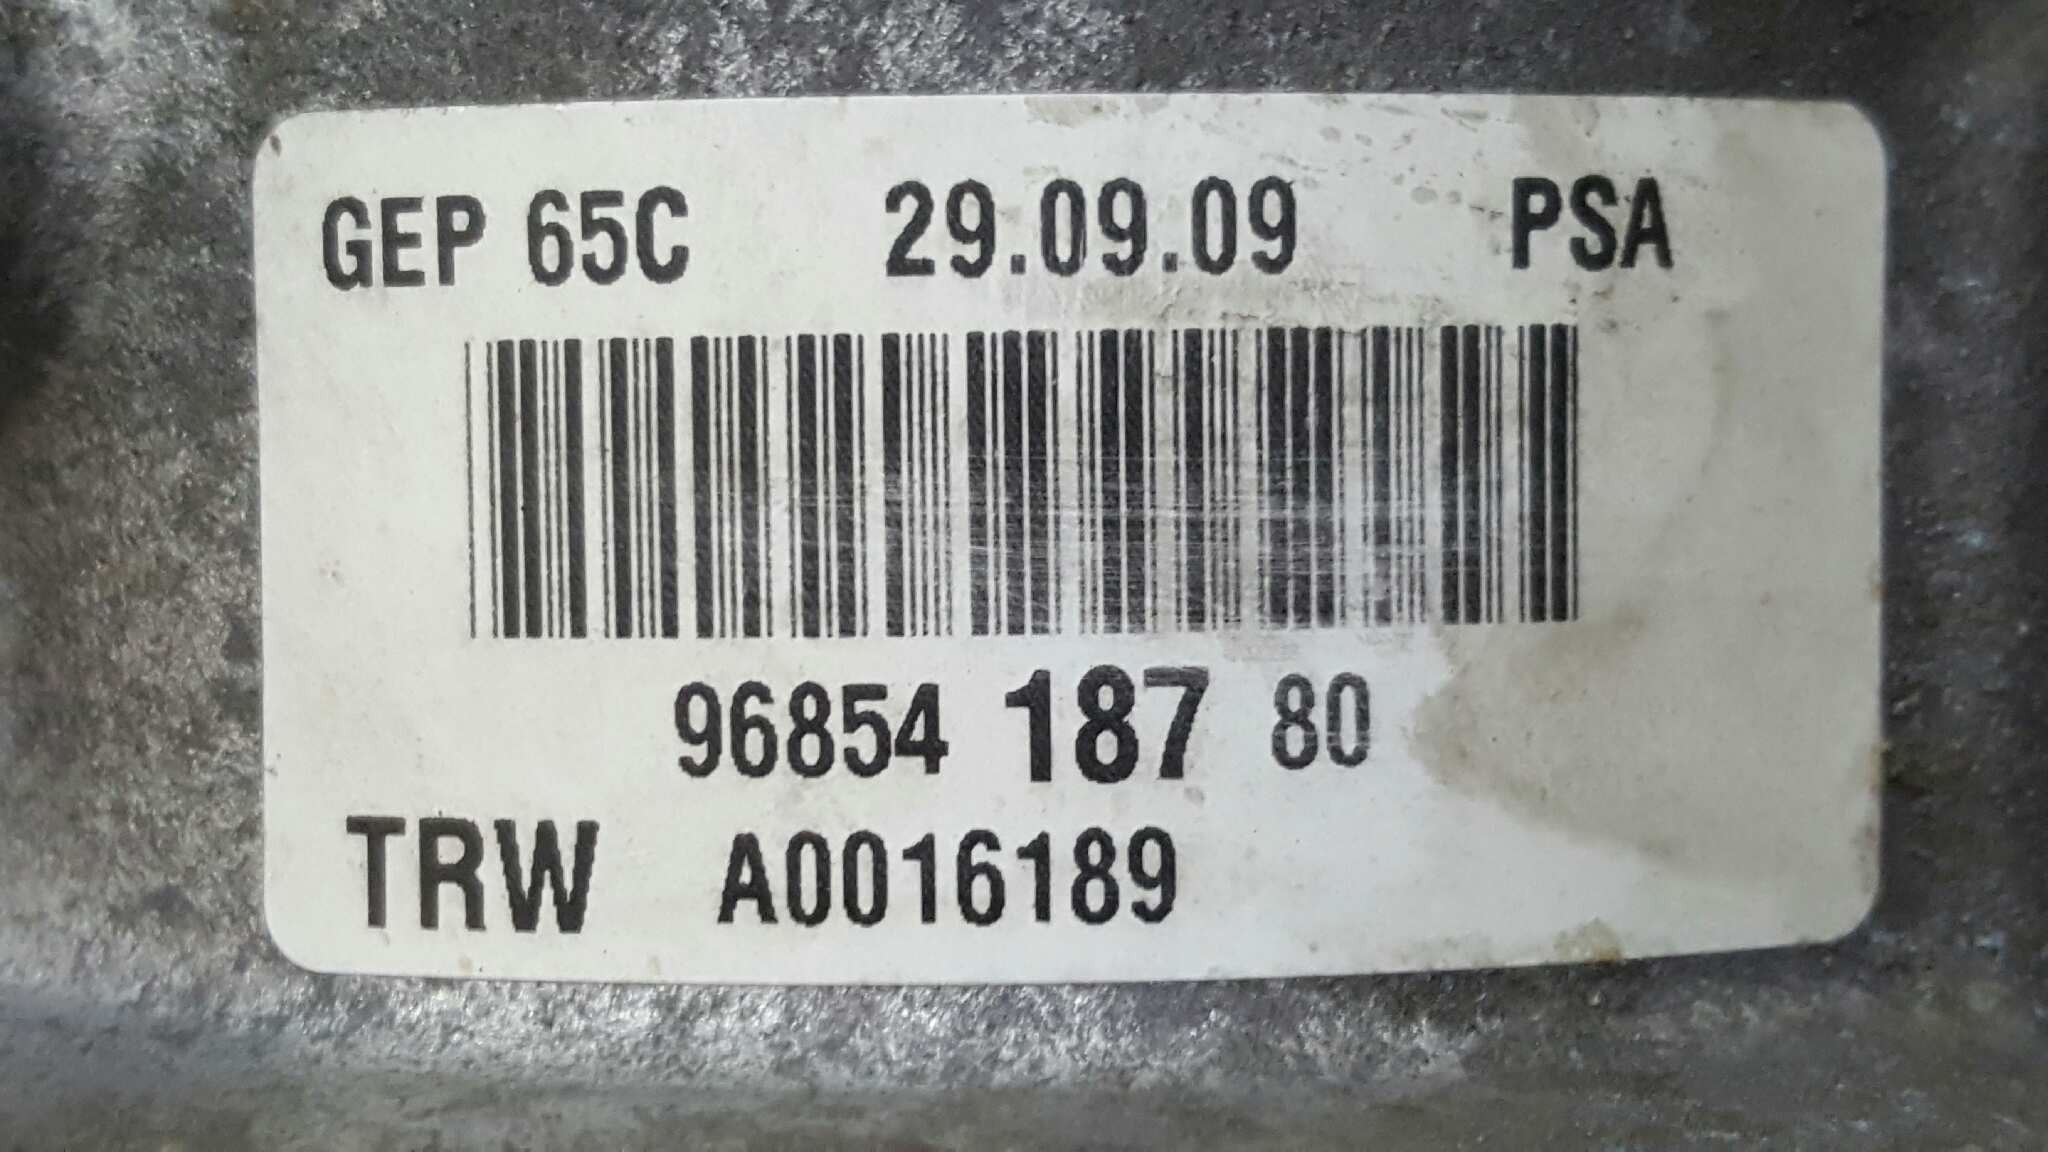 GEP 65C 29.09.09 PSA
96854 187 80
TRW A0016189